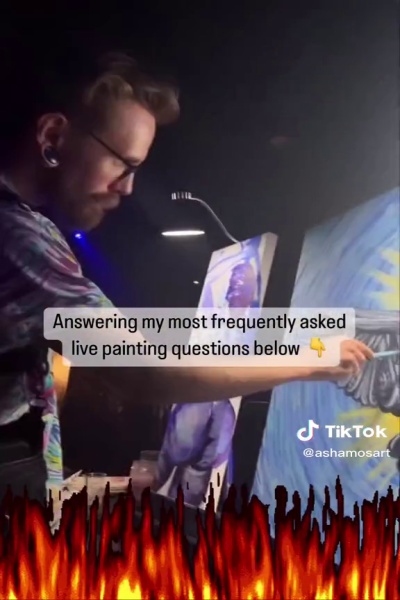 Answering my most frequently asked
live painting questions below 👇
TikTok
@ashamosart